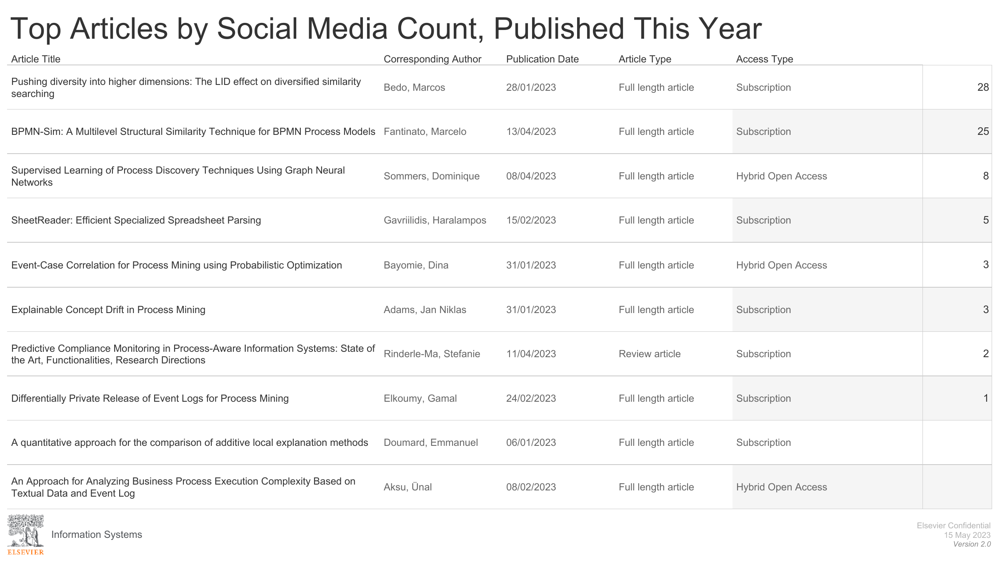 Top Articles by Social Media Count, Published This Year
Article Title Corresponding Author Publication Date Article Type Access Type
Pushing diversity into higher dimensions: The LID effect on diversified similarity
searching
Bedo, Marcos 28/01/2023 Full length article Subscription 28
BPMN-Sim: A Multilevel Structural Similarity Technique for BPMN Process Models Fantinato, Marcelo 13/04/2023 Full length article Subscription 25
Supervised Learning of Process Discovery Techniques Using Graph Neural
Networks
Sommers, Dominique 08/04/2023 Full length article Hybrid Open Access 8
SheetReader: Efficient Specialized Spreadsheet Parsing Gavriilidis, Haralampos 15/02/2023 Full length article Subscription 5
Event-Case Correlation for Process Mining using Probabilistic Optimization Bayomie, Dina 31/01/2023 Full length article Hybrid Open Access 3
Explainable Concept Drift in Process Mining Adams, Jan Niklas 31/01/2023 Full length article Subscription 3
Predictive Compliance Monitoring in Process-Aware Information Systems: State of
the Art, Functionalities, Research Directions
Rinderle-Ma, Stefanie 11/04/2023 Review article Subscription 2
Differentially Private Release of Event Logs for Process Mining Elkoumy, Gamal 24/02/2023 Full length article Subscription 1
A quantitative approach for the comparison of additive local explanation methods Doumard, Emmanuel 06/01/2023 Full length article Subscription
An Approach for Analyzing Business Process Execution Complexity Based on
Textual Data and Event Log
Aksu, Ünal 08/02/2023 Full length article Hybrid Open Access
ELSEVIER
Information Systems
Elsevier Confidential
15 May 2023
Version 2.0